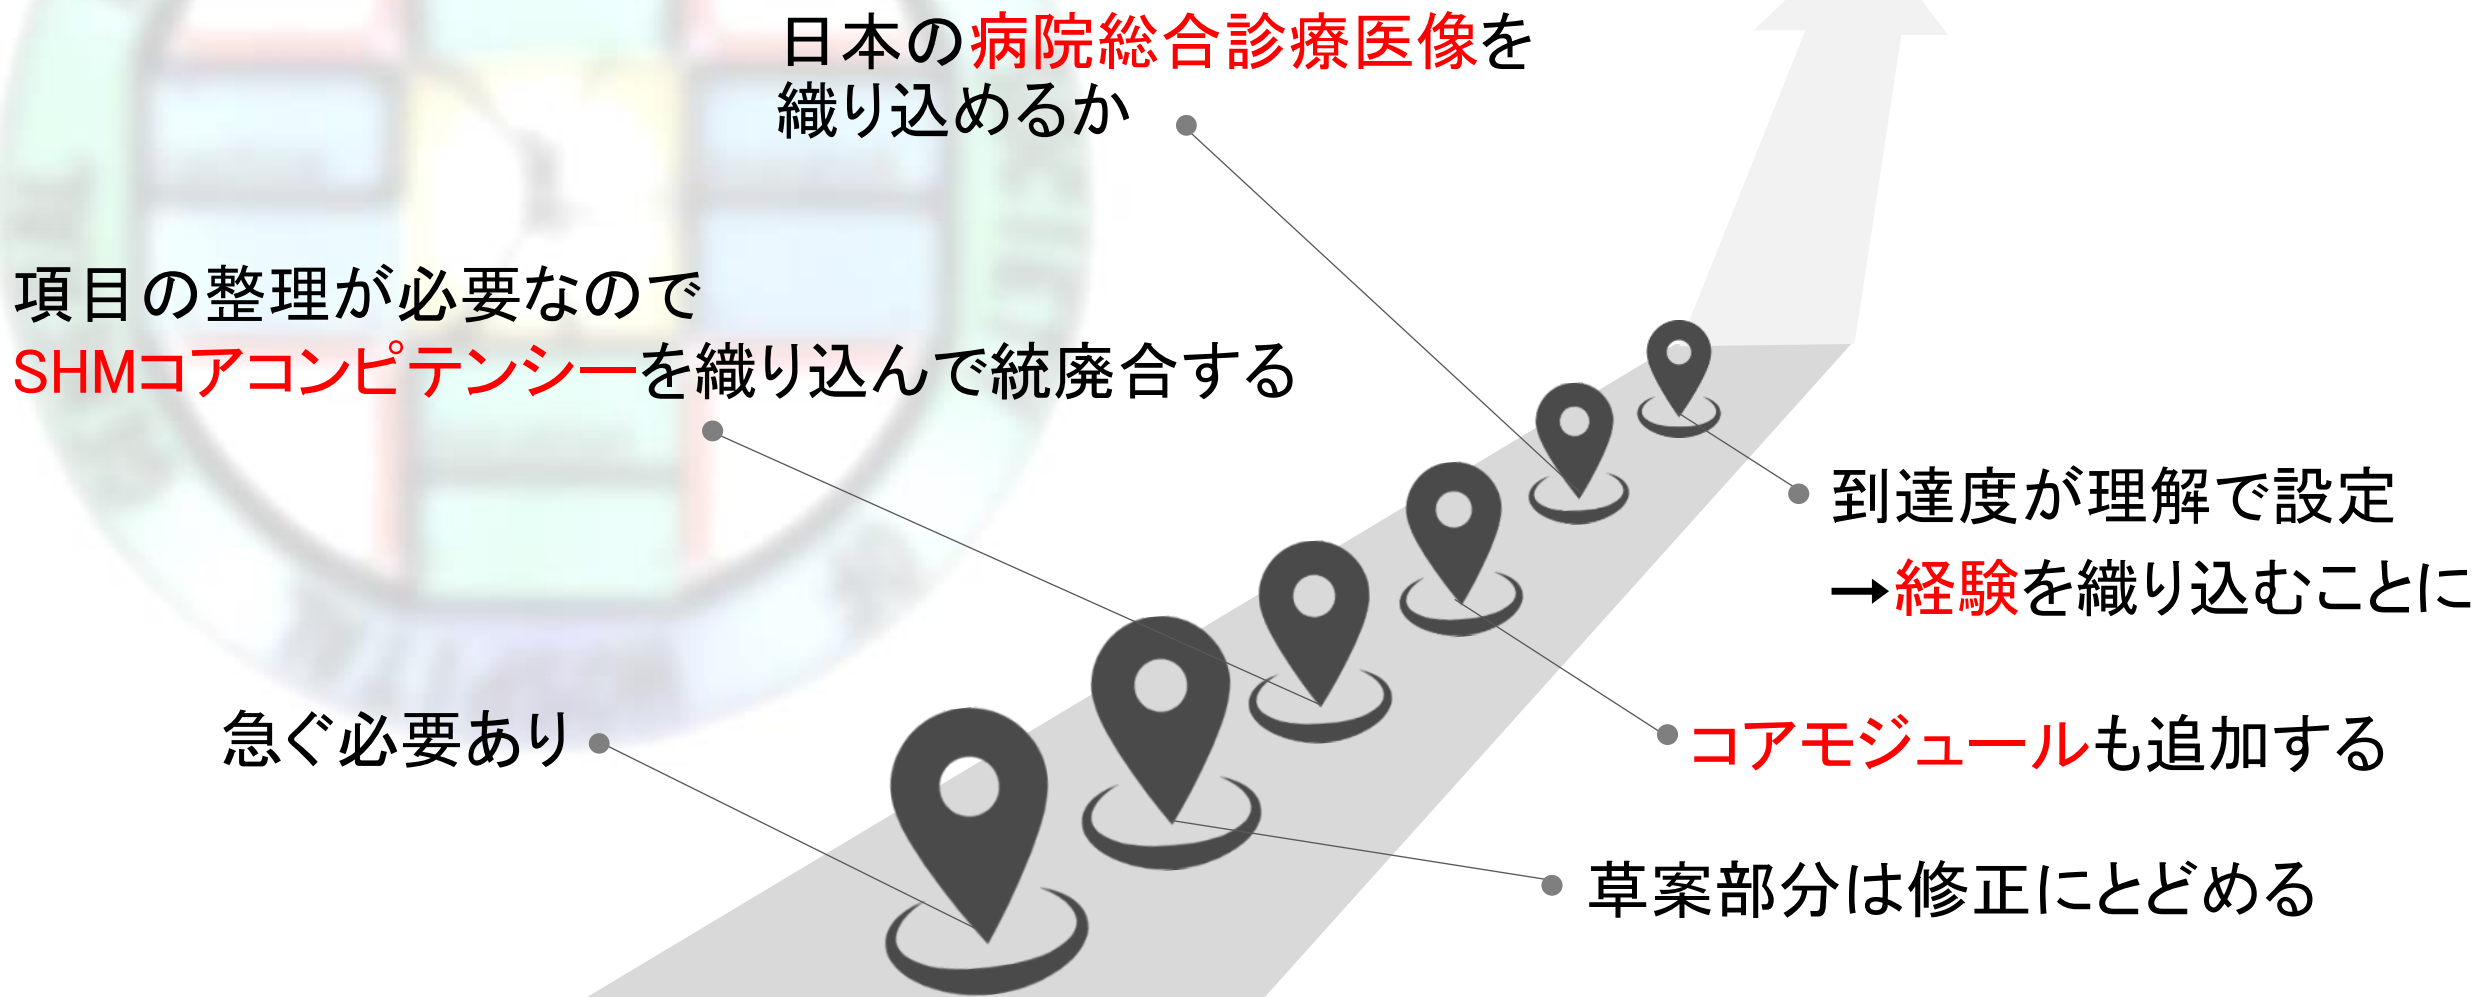 日本の病院総合診療医像を
織り込めるか
項目の整理が必要なので
SHMコアコンピテンシーを織り込んで統廃合する
到達度が理解で設定
→経験を織り込むことに
急ぐ必要あり
コアモジュールも追加する
草案部分は修正にとどめる